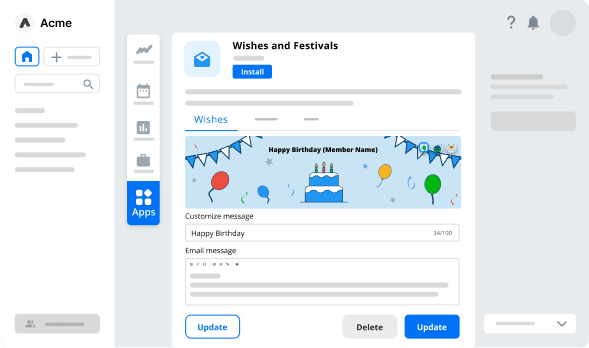 Acme
Wishes and Festivals
Install
Wishes
Happy Birthday (Member Name)
Apps
Customize message
Happy Birthday
34/100
Email message
Update
Delete
Update